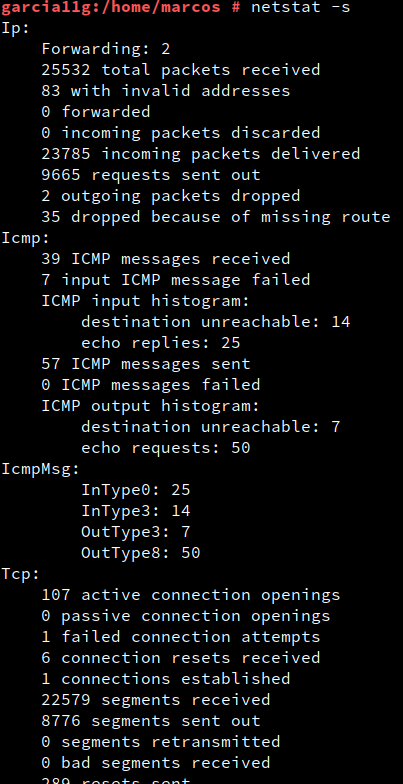 garcia11g:/home/marcos # netstat -s
Ip:
Forwarding: 2
25532 total packets received
83 with invalid addresses
0 forwarded
0 incoming packets discarded
23785 incoming packets delivered
9665 requests sent out
2 outgoing packets dropped
35 dropped because of missing route
Icmp:
39 ICMP messages received
7 input ICMP message failed
ICMP input histogram:
destination unreachable: 14
echo replies: 25
57 ICMP messages sent
0 ICMP messages failed
ICMP output histogram:
destination unreachable: 7
echo requests: 50
IcmpMsg:
InType0: 25
InType3: 14
OutType3: 7
OutType8: 50
Tcp:
107 active connection openings
0 passive connection openings
1 failed connection attempts
6 connection resets received
1 connections established
22579 segments received
8776 segments sent out
0 segments retransmitted
0 bad segments received
289 resets sent